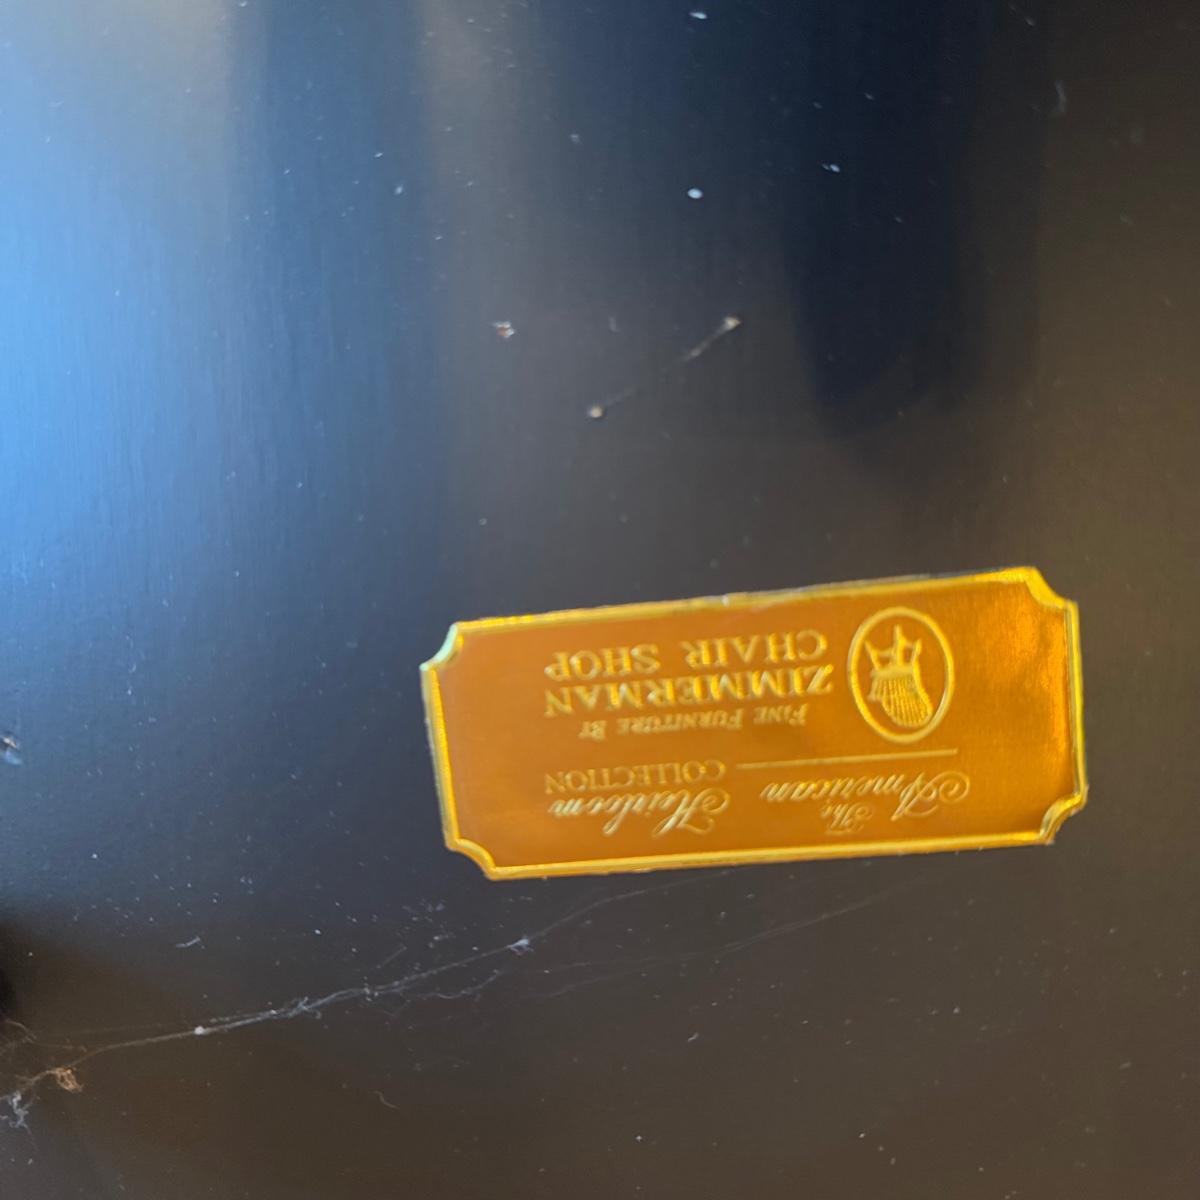 The
American Heirloom
COLLECTION
FINE FURNITURE BY
ZIMMERMAN
CHAIR SHOP